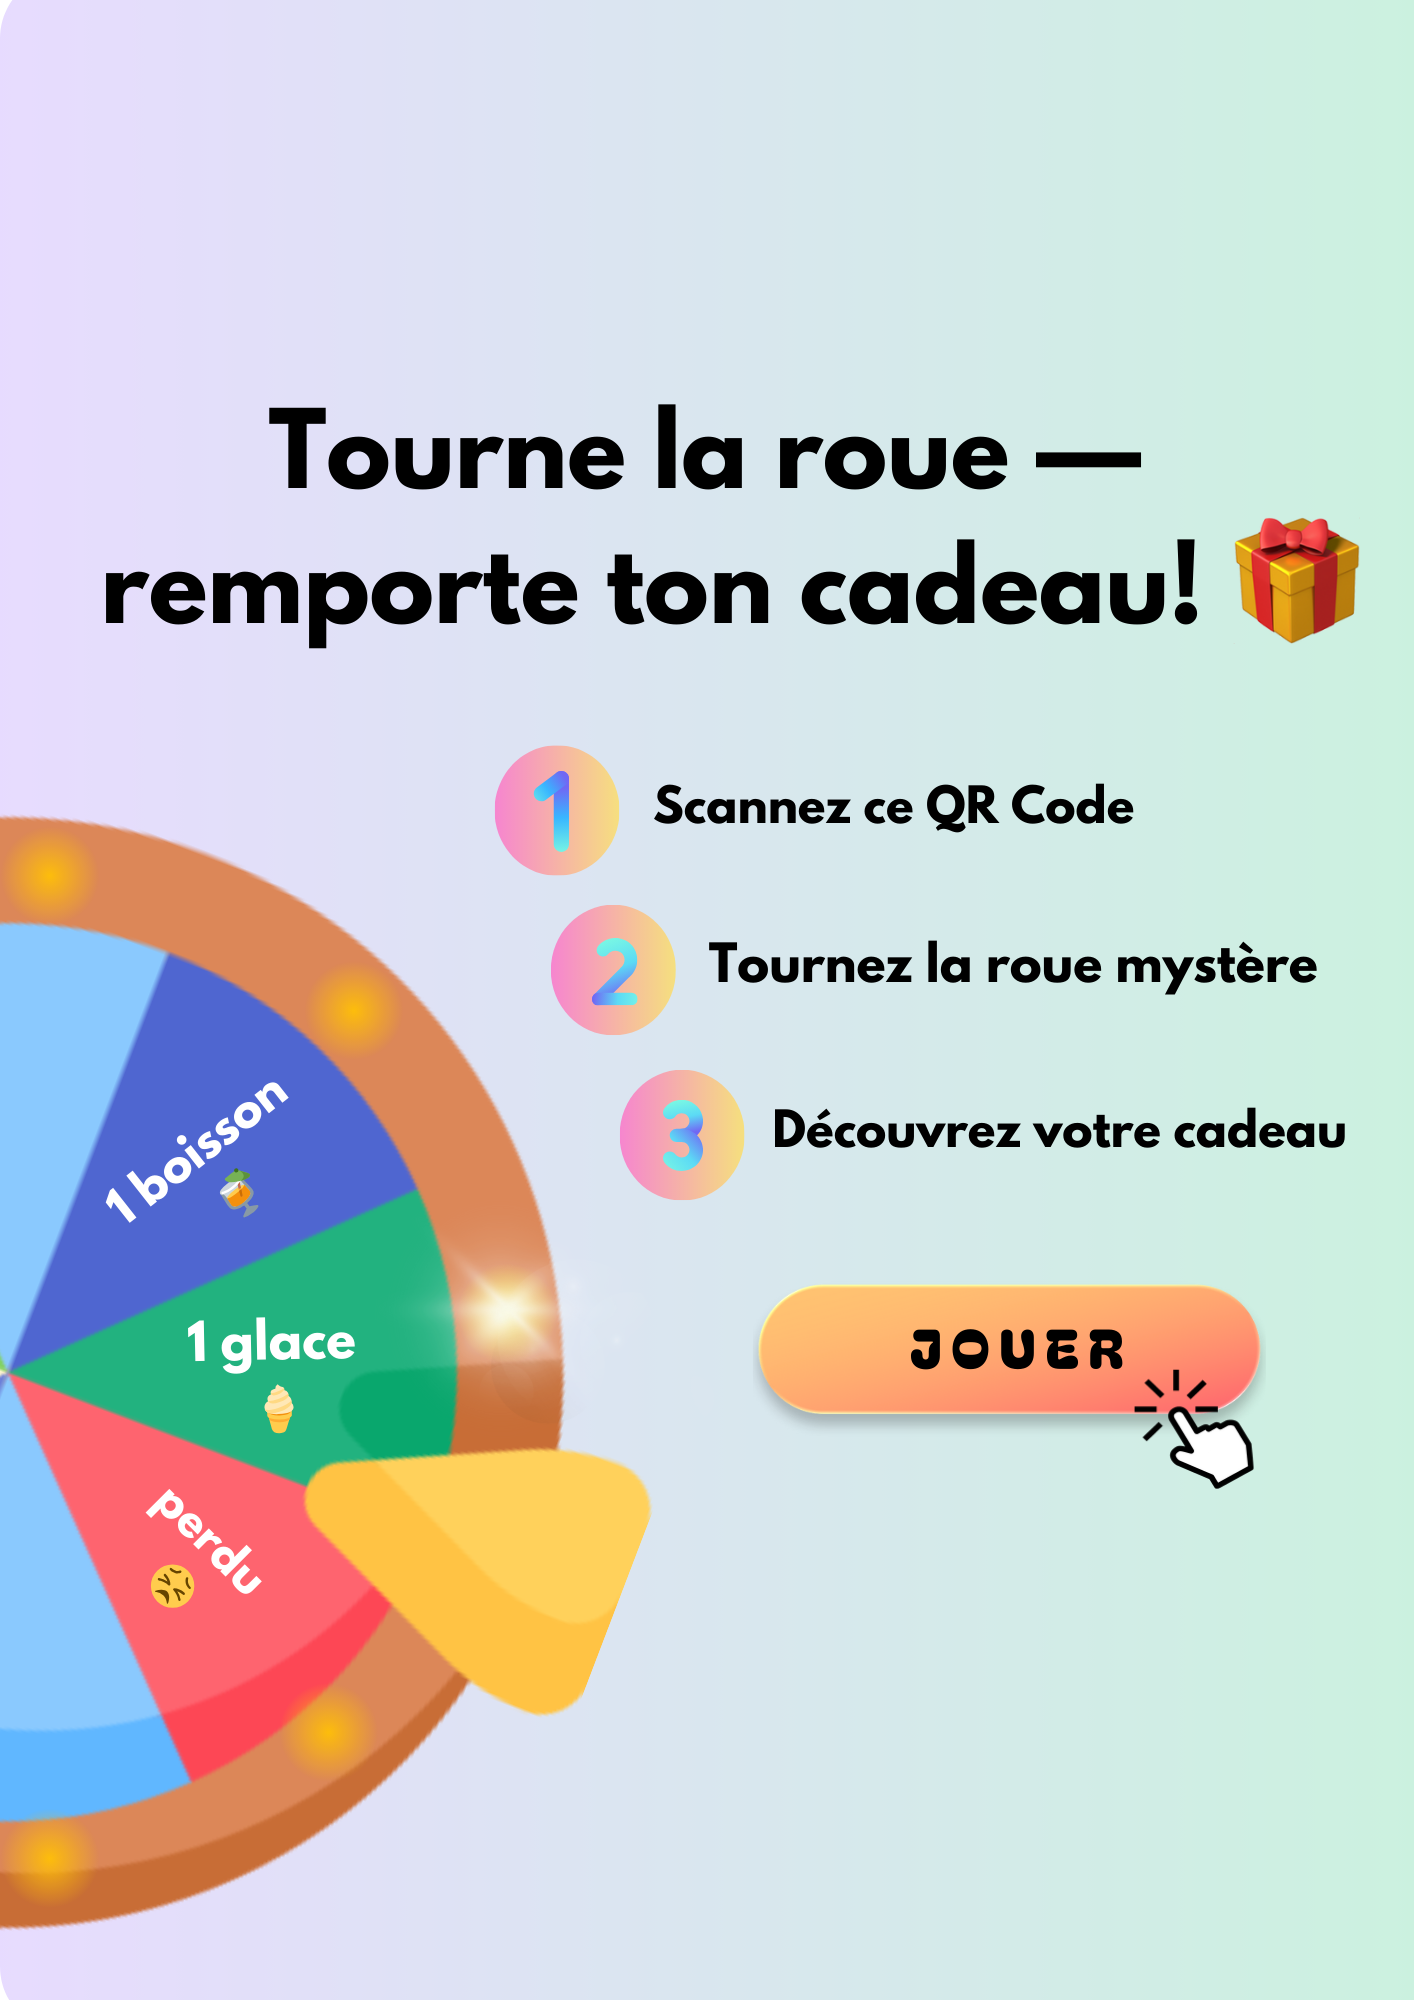 Tourne la roue —
remporte ton cadeau!
1 Scannez ce QR Code
2 Tournez la roue mystère
3 Découvrez votre cadeau
1 boisson
1 glace
perdu
JOUER